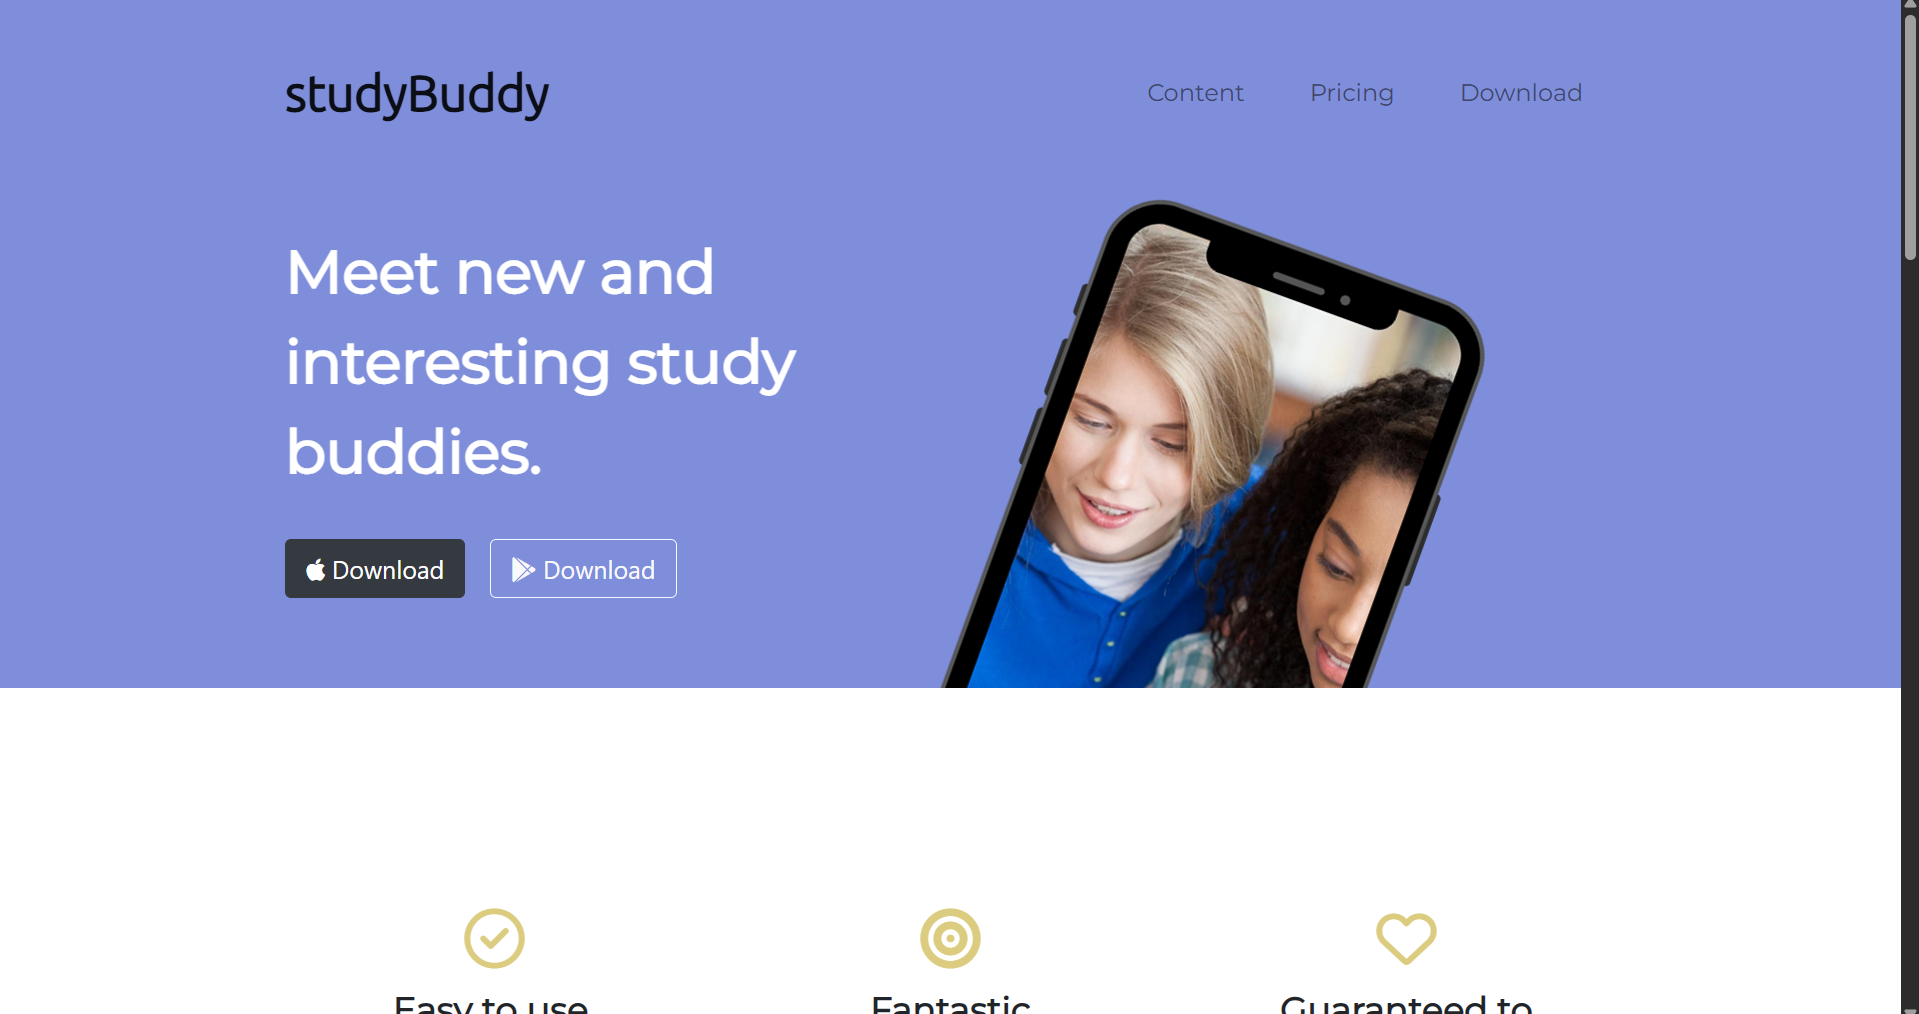 studyBuddy
Content
Pricing
Download
Meet new and
interesting study
buddies.
Download
Download
Easy to use
Fantastic
Guaranteed to